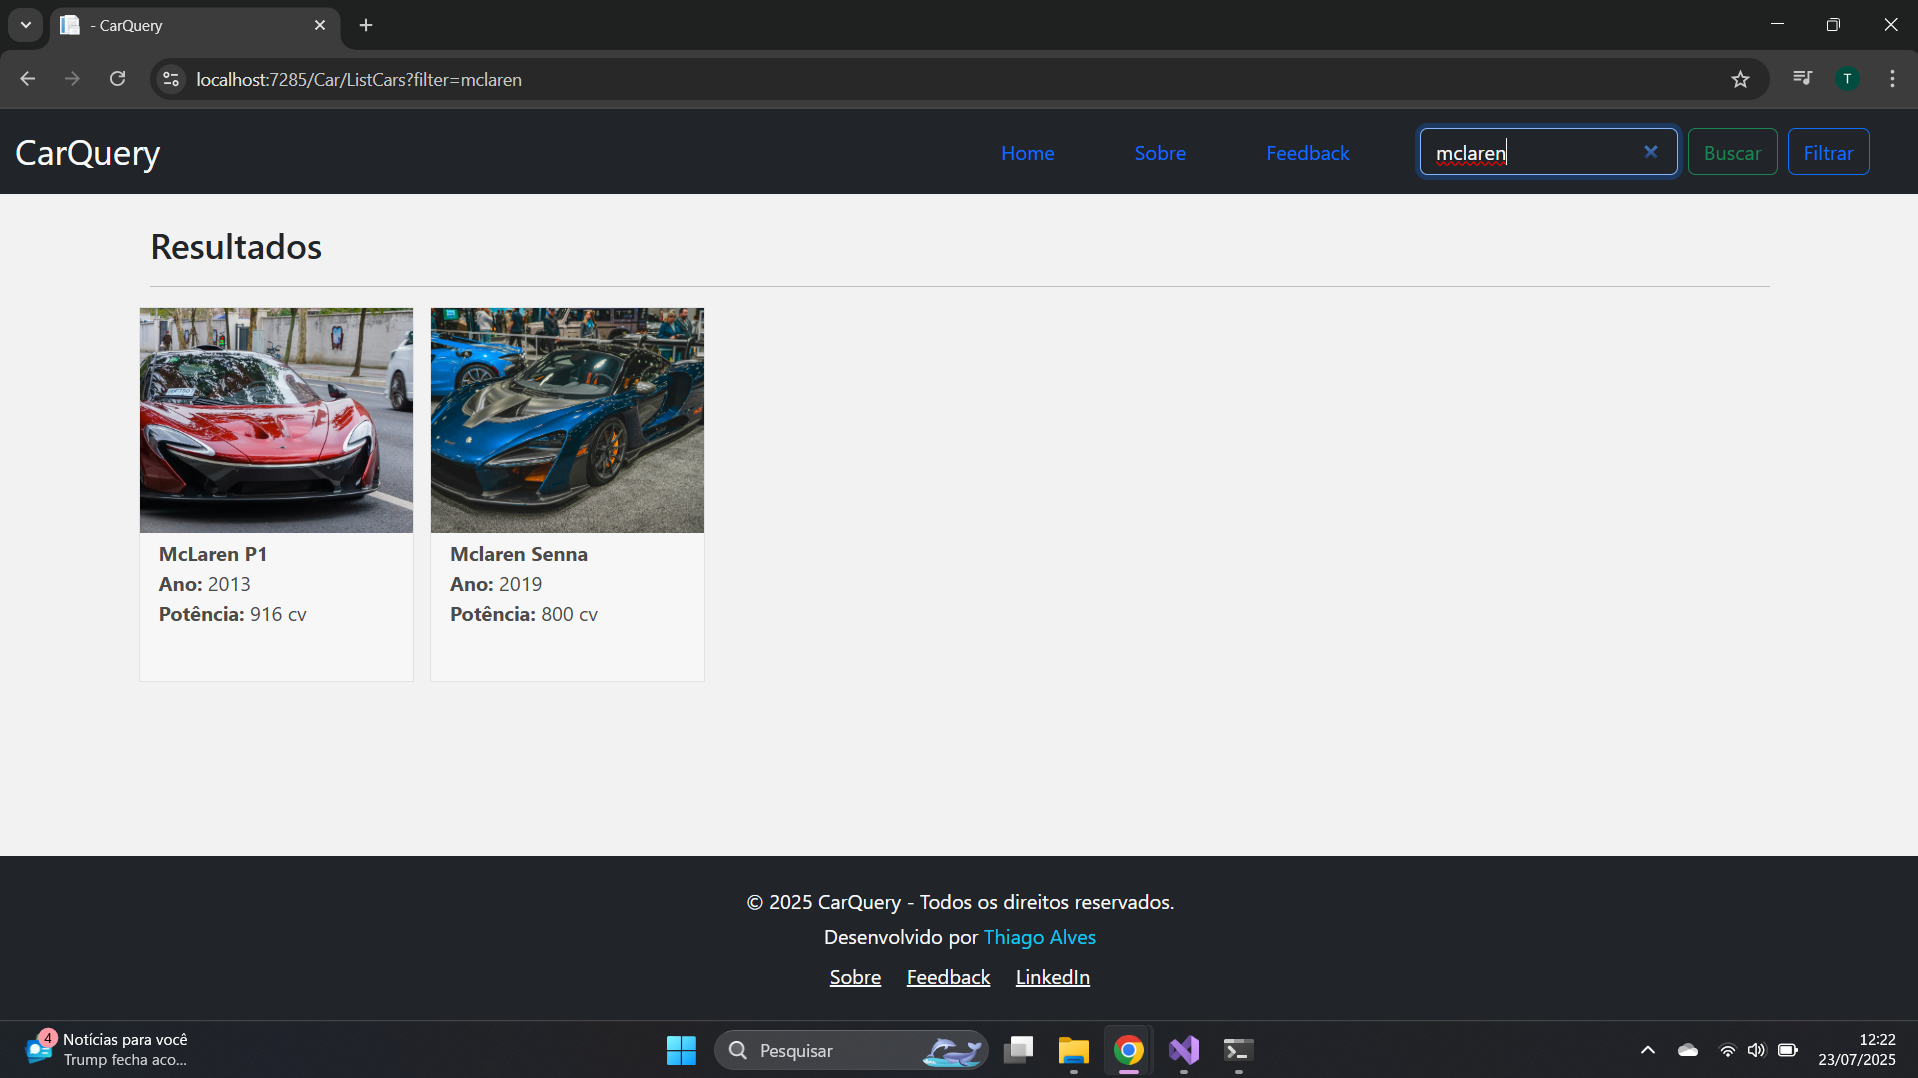 - CarQuery
localhost:7285/Car/ListCars?filter=mclaren
T
CarQuery
Home
Sobre
Feedback
mclaren
Buscar
Filtrar
Resultados
McLaren P1
Ano: 2013
Potência: 916 cv
Mclaren Senna
Ano: 2019
Potência: 800 cv
© 2025 CarQuery - Todos os direitos reservados.
Desenvolvido por Thiago Alves
Sobre Feedback LinkedIn
4
Notícias para você
Trump fecha aco...
Pesquisar
12:22
23/07/2025